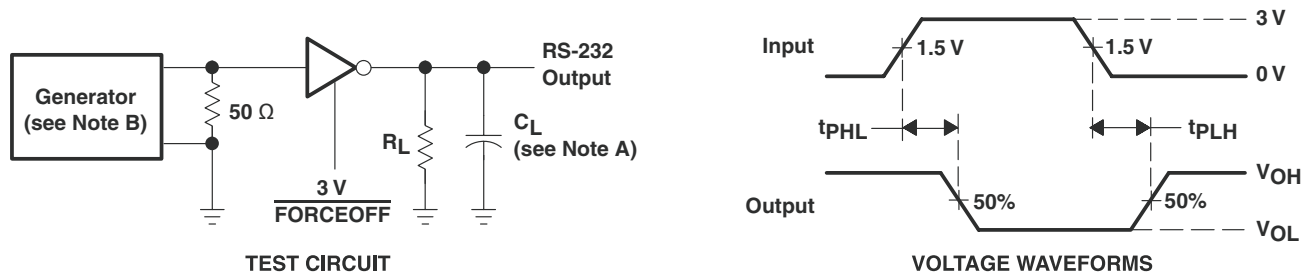 Generator
(see Note B)
50 Ω
3 V
FORCEOFF
RL
CL
(see Note A)
RS-232
Output
TEST CIRCUIT
Input
1.5 V
1.5 V
3 V
0 V
tPHL
tPLH
Output
50%
50%
VOH
VOL
VOLTAGE WAVEFORMS